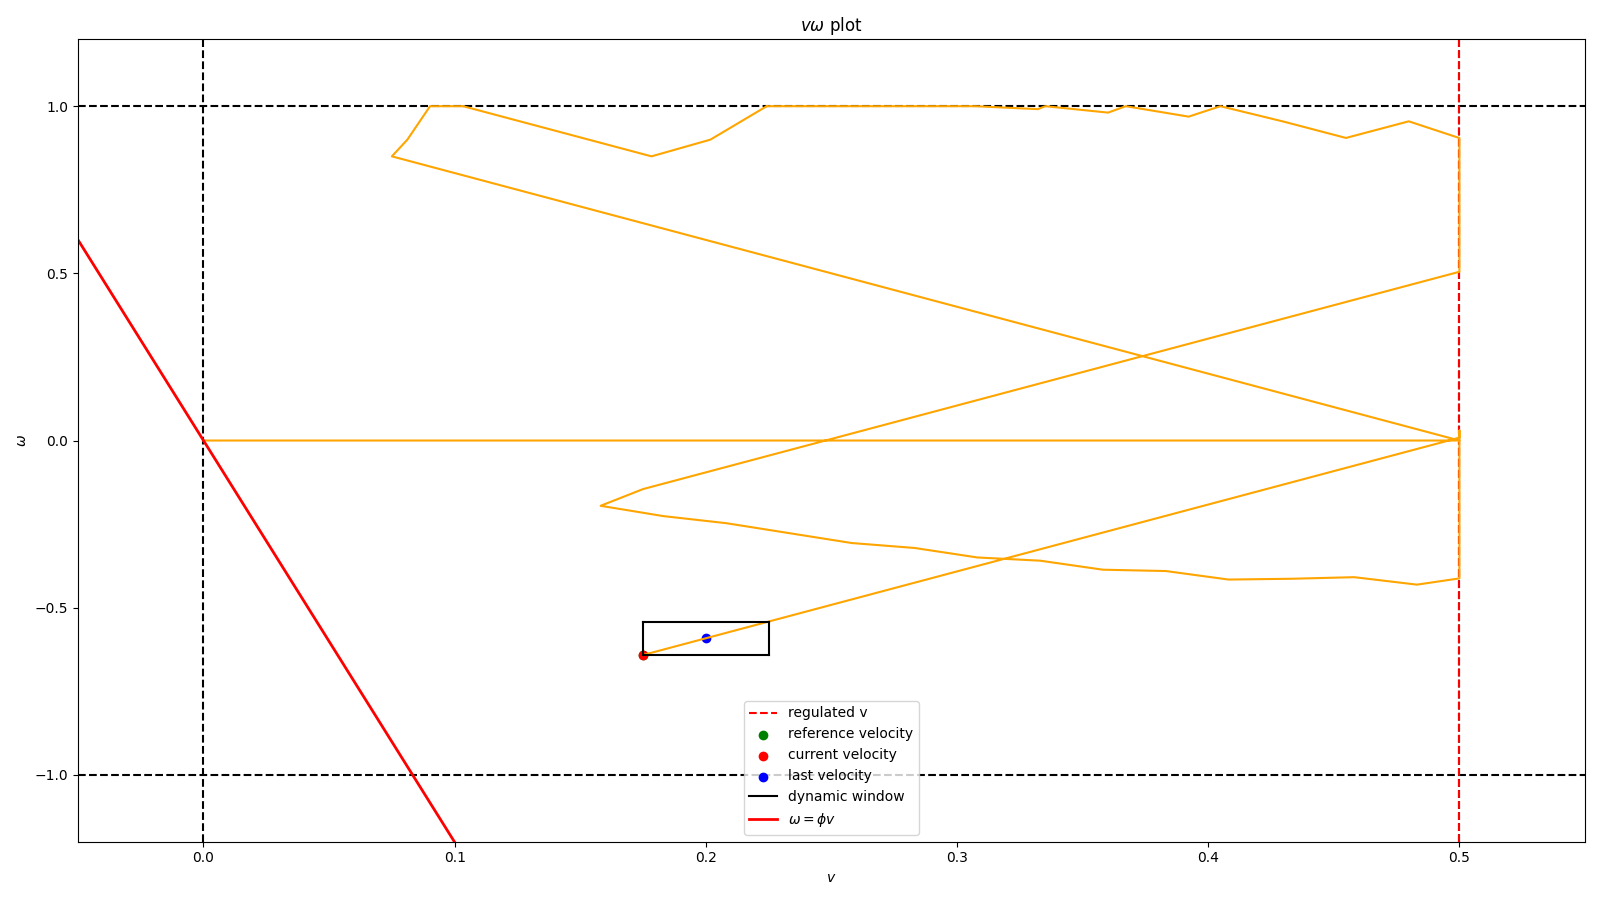 vω plot
1.0
0.5
0.0
−0.5
−1.0
ω
0.0 0.1 0.2 0.3 0.4 0.5
v
regulated v
reference velocity
current velocity
last velocity
dynamic window
ω = ϕv